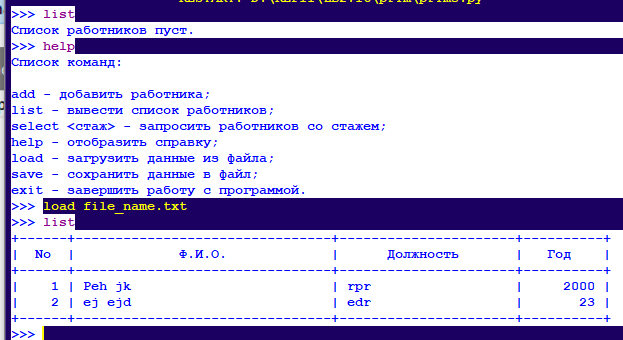 >>> list
Список работников пуст.
>>> help
Список команд:
add - добавить работника;
list - вывести список работников;
select <стаж> - запросить работников со стажем;
help - отобразить справку;
load - загрузить данные из файла;
save - сохранить данные в файл;
exit - завершить работу с программой.
>>> load file_name.txt
>>> list
+------+--------------------------------+----------------------+----------+
| No | Ф.И.О. | Должность | Год |
+------+--------------------------------+----------------------+----------+
| 1 | Peh jk | rpr | 2000 |
| 2 | ej ejd | edr | 23 |
+------+--------------------------------+----------------------+----------+
>>>